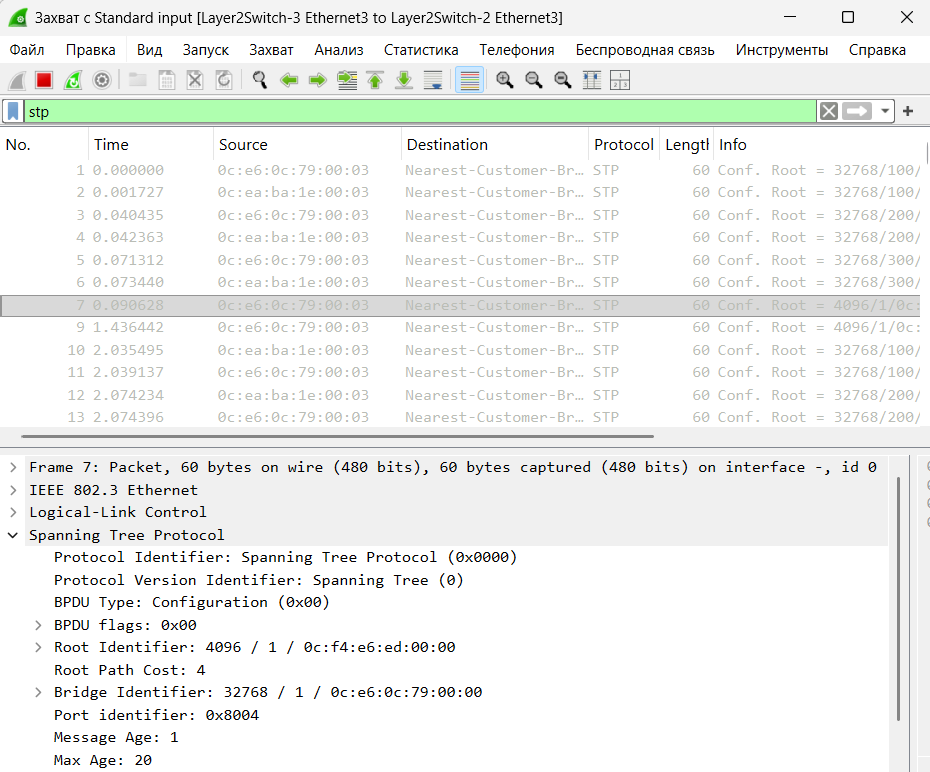 Захват с Standard input [Layer2Switch-3 Ethernet3 to Layer2Switch-2 Ethernet3]
Файл Правка Вид Запуск Захват Анализ Статистика Телефония Беспроводная связь Инструменты Справка
stp
No. Time Source Destination Protocol Length Info
1 0.000000 0c:e6:0c:79:00:03 Nearest-Customer-Br… STP 60 Conf. Root = 32768/100/
2 0.001727 0c:ea:ba:1e:00:03 Nearest-Customer-Br… STP 60 Conf. Root = 32768/100/
3 0.040435 0c:e6:0c:79:00:03 Nearest-Customer-Br… STP 60 Conf. Root = 32768/200/
4 0.042363 0c:ea:ba:1e:00:03 Nearest-Customer-Br… STP 60 Conf. Root = 32768/200/
5 0.071312 0c:e6:0c:79:00:03 Nearest-Customer-Br… STP 60 Conf. Root = 32768/300/
6 0.073440 0c:ea:ba:1e:00:03 Nearest-Customer-Br… STP 60 Conf. Root = 32768/300/
7 0.090628 0c:e6:0c:79:00:03 Nearest-Customer-Br… STP 60 Conf. Root = 4096/1/0c:
9 1.436442 0c:e6:0c:79:00:03 Nearest-Customer-Br… STP 60 Conf. Root = 4096/1/0c:
10 2.035495 0c:ea:ba:1e:00:03 Nearest-Customer-Br… STP 60 Conf. Root = 32768/100/
11 2.039137 0c:e6:0c:79:00:03 Nearest-Customer-Br… STP 60 Conf. Root = 32768/100/
12 2.074234 0c:ea:ba:1e:00:03 Nearest-Customer-Br… STP 60 Conf. Root = 32768/200/
13 2.074396 0c:e6:0c:79:00:03 Nearest-Customer-Br… STP 60 Conf. Root = 32768/200/
Frame 7: Packet, 60 bytes on wire (480 bits), 60 bytes captured (480 bits) on interface -, id 0
IEEE 802.3 Ethernet
Logical-Link Control
Spanning Tree Protocol
Protocol Identifier: Spanning Tree Protocol (0x0000)
Protocol Version Identifier: Spanning Tree (0)
BPDU Type: Configuration (0x00)
BPDU flags: 0x00
Root Identifier: 4096 / 1 / 0c:f4:e6:ed:00:00
Root Path Cost: 4
Bridge Identifier: 32768 / 1 / 0c:e6:0c:79:00:00
Port identifier: 0x8004
Message Age: 1
Max Age: 20